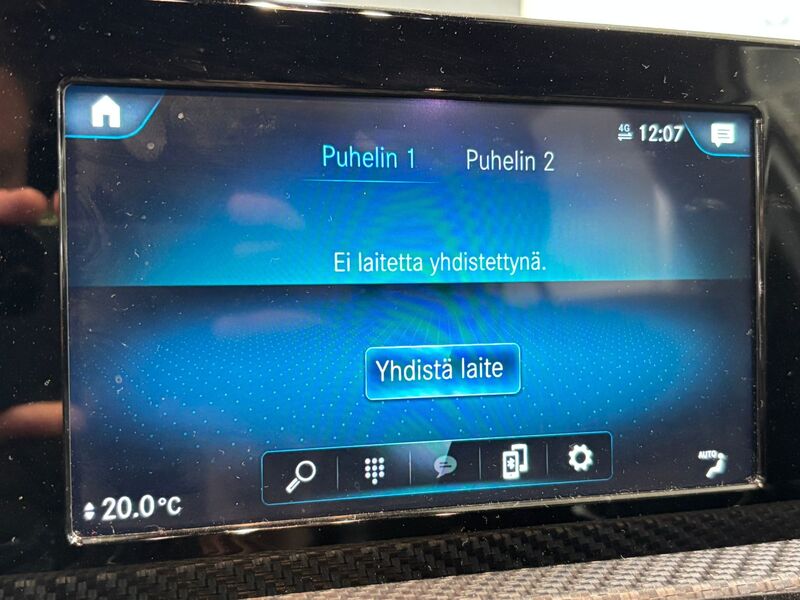 4G 12:07
Puhelin 1 Puhelin 2
Ei laitetta yhdistettynä.
Yhdistä laite
AUTO
20.0°C